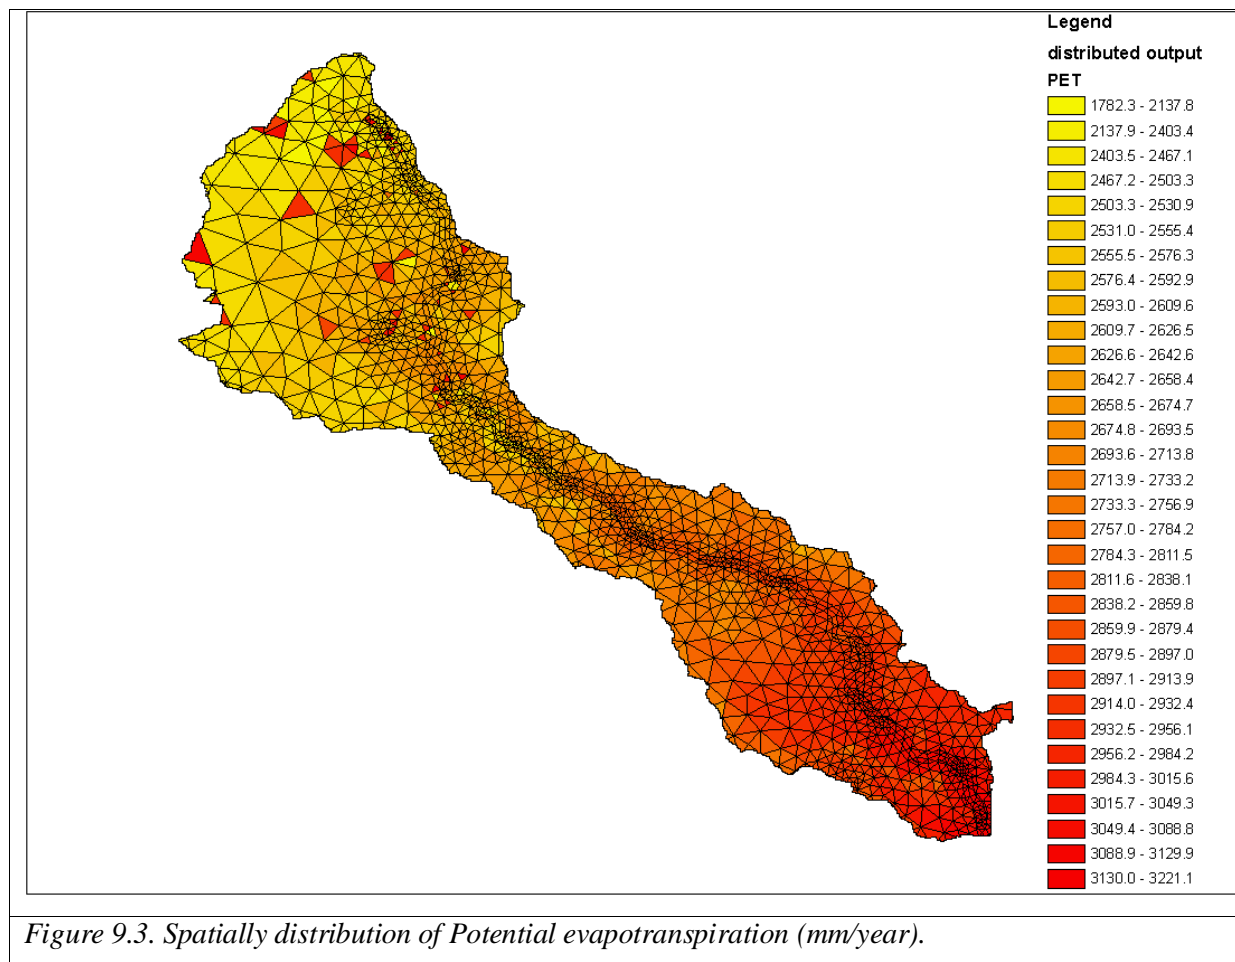 Legend
distributed output
PET
1782.3 - 2137.8
2137.9 - 2403.4
2403.5 - 2467.1
2467.2 - 2503.3
2503.3 - 2530.9
2531.0 - 2555.4
2555.5 - 2576.3
2576.4 - 2592.9
2593.0 - 2609.6
2609.7 - 2626.5
2626.6 - 2642.6
2642.7 - 2658.4
2658.5 - 2674.7
2674.8 - 2693.5
2693.6 - 2713.8
2713.9 - 2733.2
2733.3 - 2756.9
2757.0 - 2784.2
2784.3 - 2811.5
2811.6 - 2838.1
2838.2 - 2859.8
2859.9 - 2879.4
2879.5 - 2897.0
2897.1 - 2913.9
2914.0 - 2932.4
2932.5 - 2956.1
2956.2 - 2984.2
2984.3 - 3015.6
3015.7 - 3049.3
3049.4 - 3088.8
3088.9 - 3129.9
3130.0 - 3221.1
Figure 9.3. Spatially distribution of Potential evapotranspiration (mm/year).